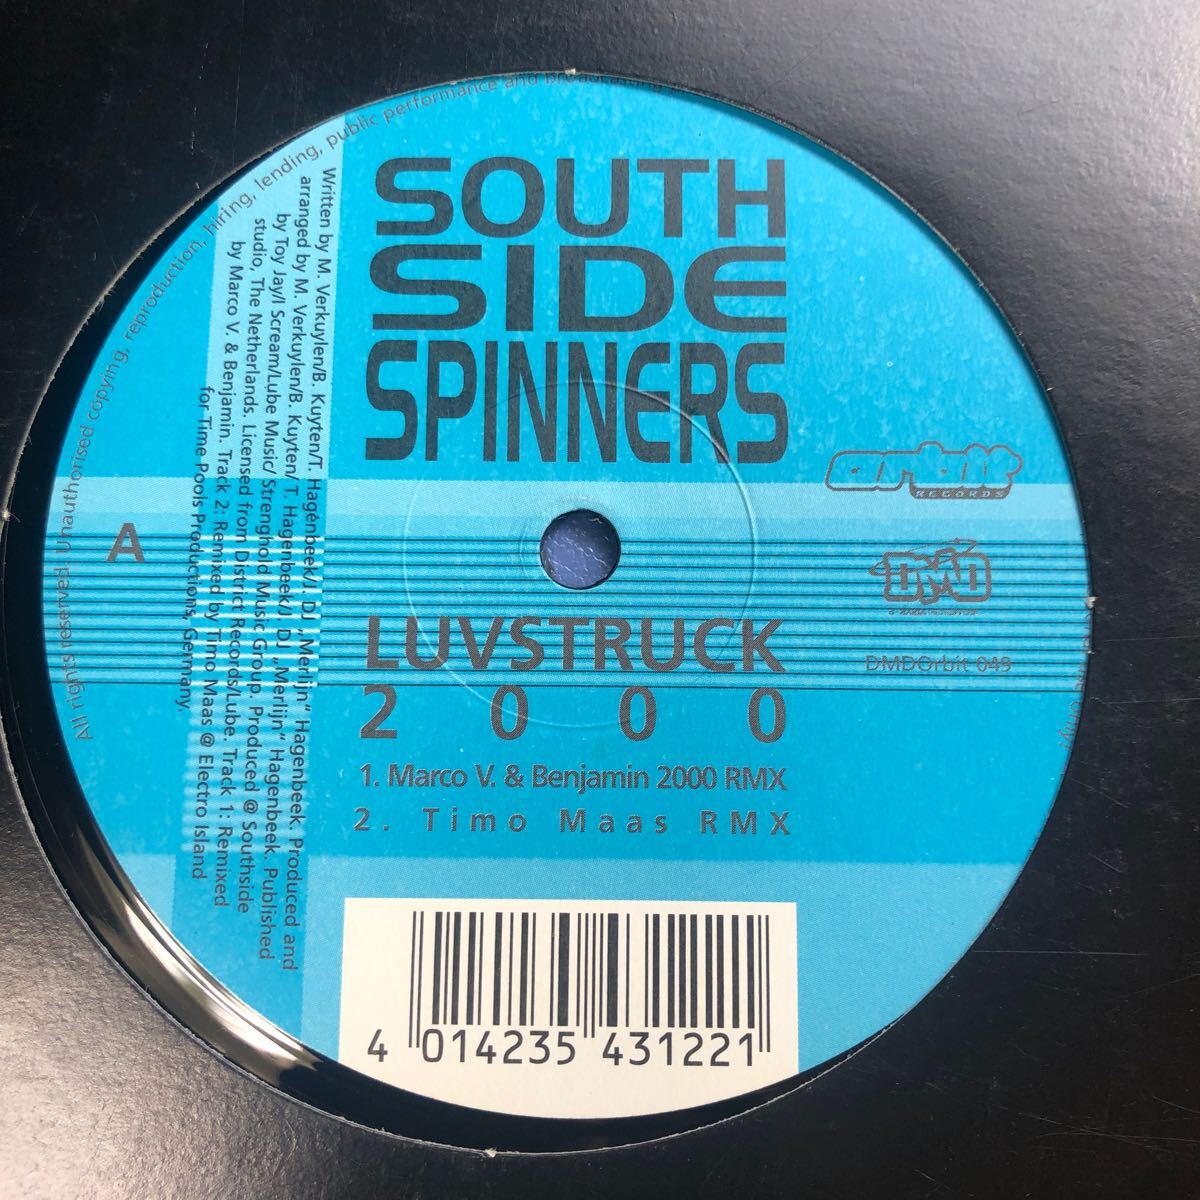 SOUTH
SIDE
SPINNERS
orbit
RECORDS
DMD
DMDOrbit 049
A
LUVSTRUCK
2000
1. Marco V. & Benjamin 2000 RMX
2. Timo Maas RMX
4 014235 431221
Written by M. Verkuylen/B. Kuyten/T. Hagenbeek/J. DJ „Merlijn“ Hagenbeek. Produced and
arranged by M. Verkuylen/B. Kuyten/ T. Hagenbeek/J. DJ „Merlijn“ Hagenbeek. Published
by Toy Jay/I Scream/Lube Music/ Strenghold Music Group. Produced @ Southside
studio, The Netherlands. Licensed from District Records/Lube. Track 1: Remixed
by Marco V. & Benjamin. Track 2: Remixed by Timo Maas @ Electro Island
for Time Pools Productions, Germany.
All rights reserved. Unauthorised copying, reproduction, hiring, lending, public performance and